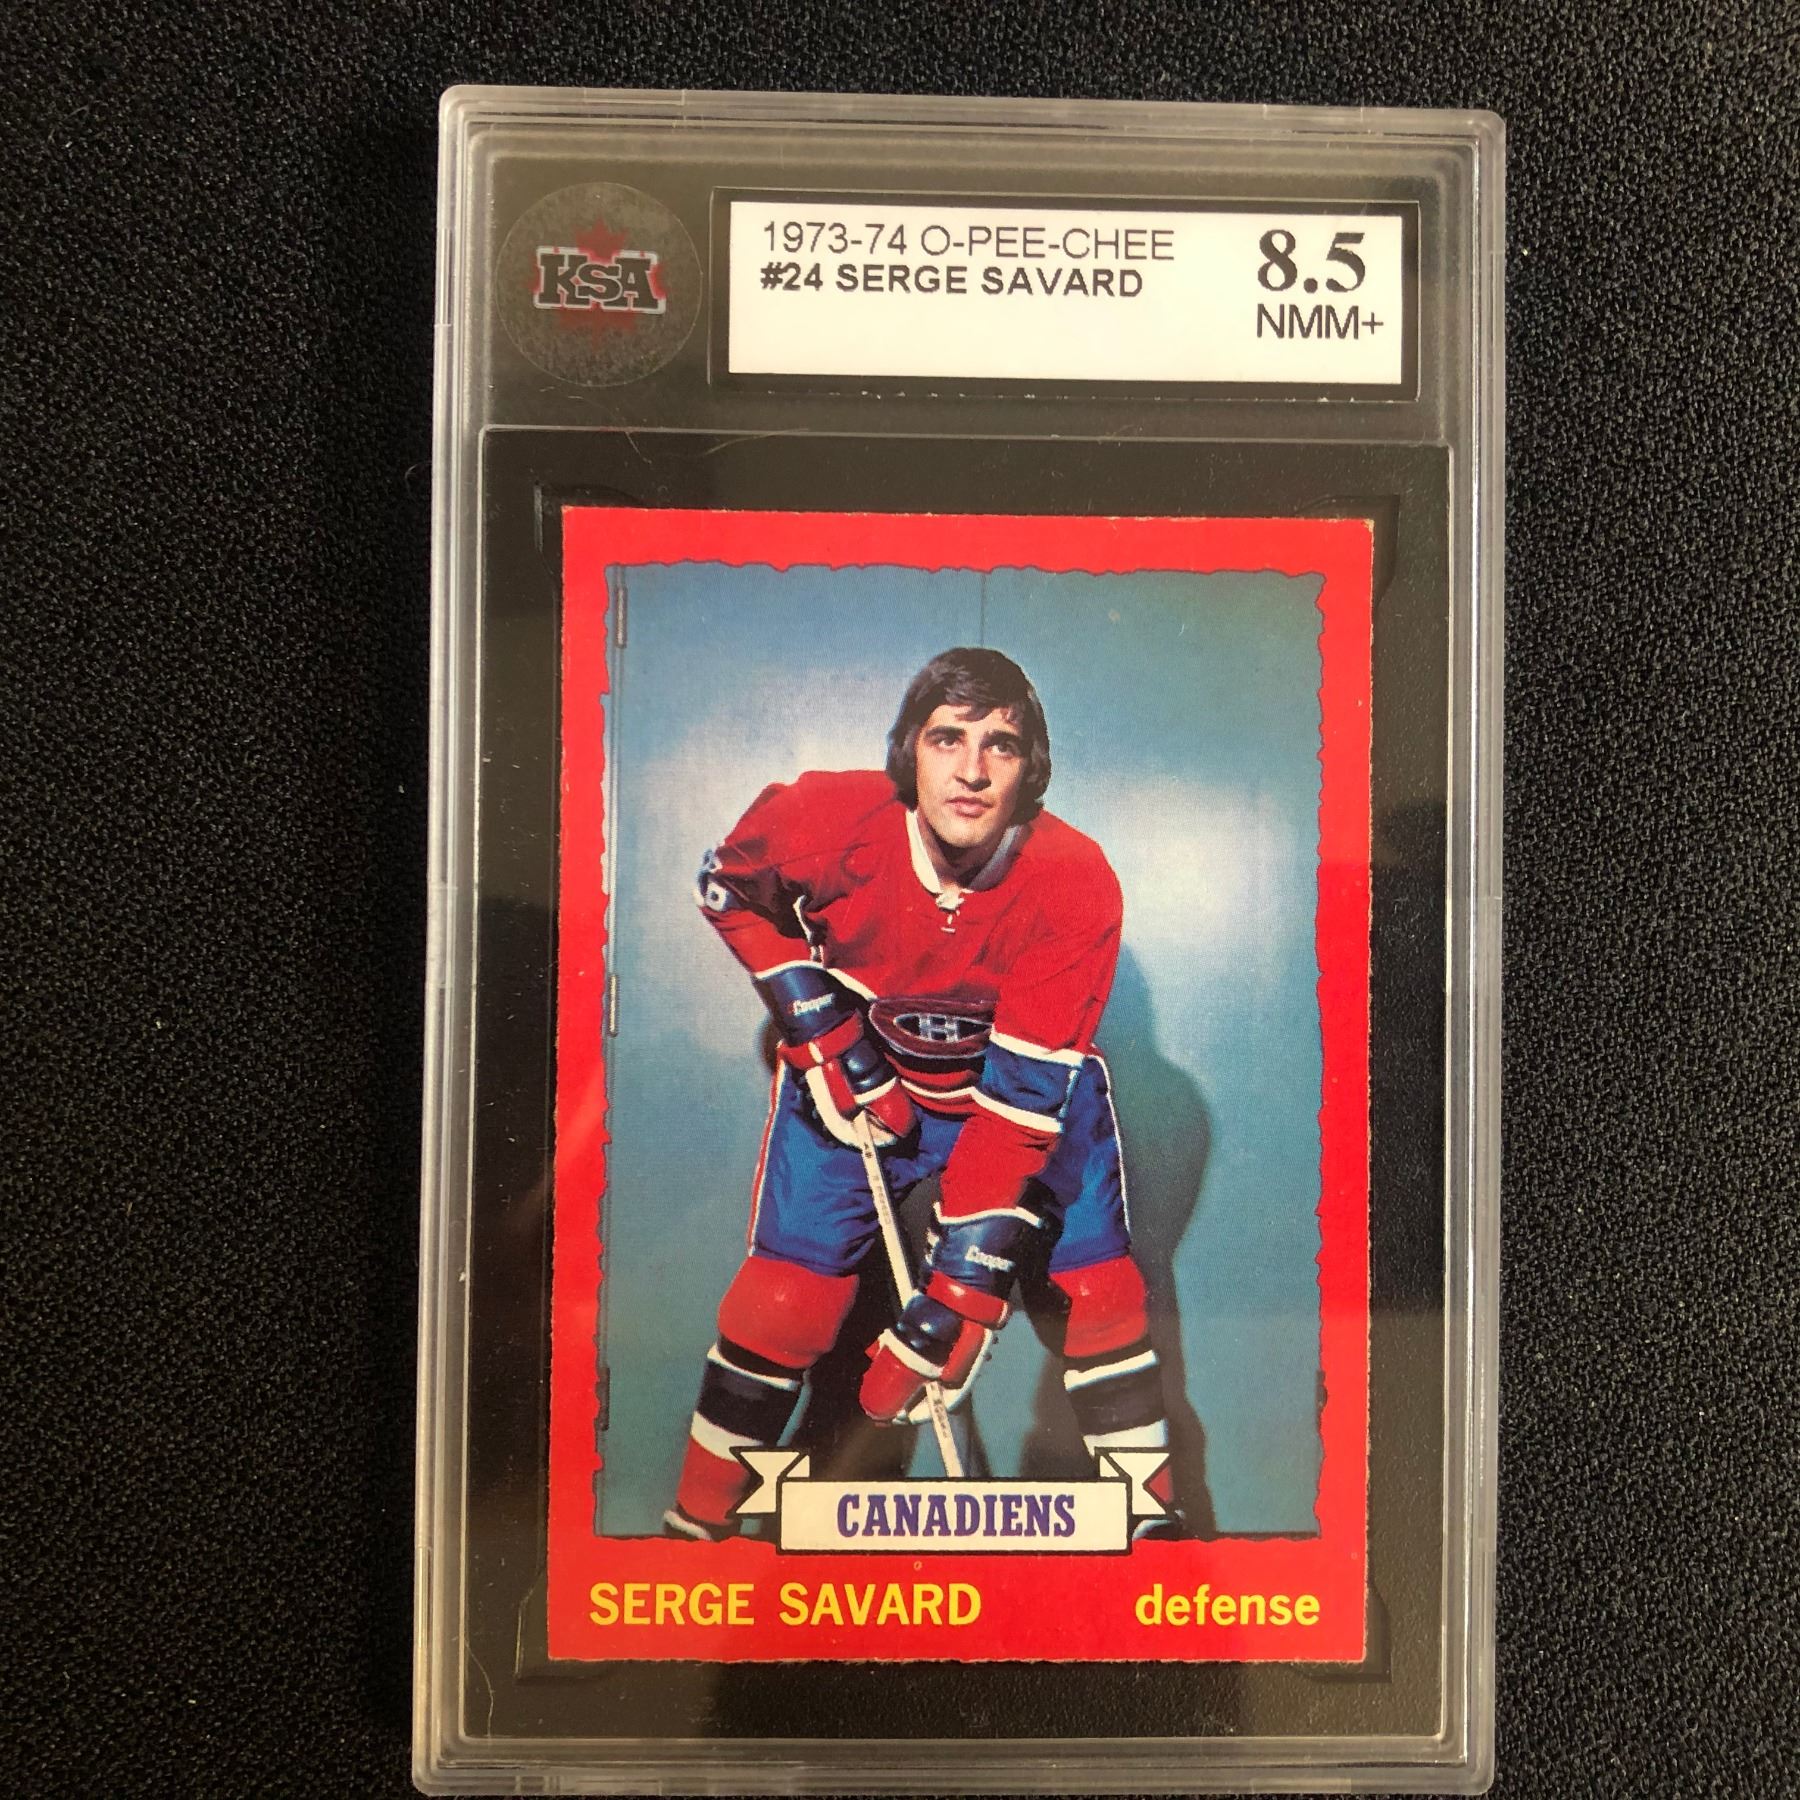 KSA
1973-74 O-PEE-CHEE
#24 SERGE SAVARD
8.5
NMM+
Cooper
Cooper
CANADIENS
SERGE SAVARD defense